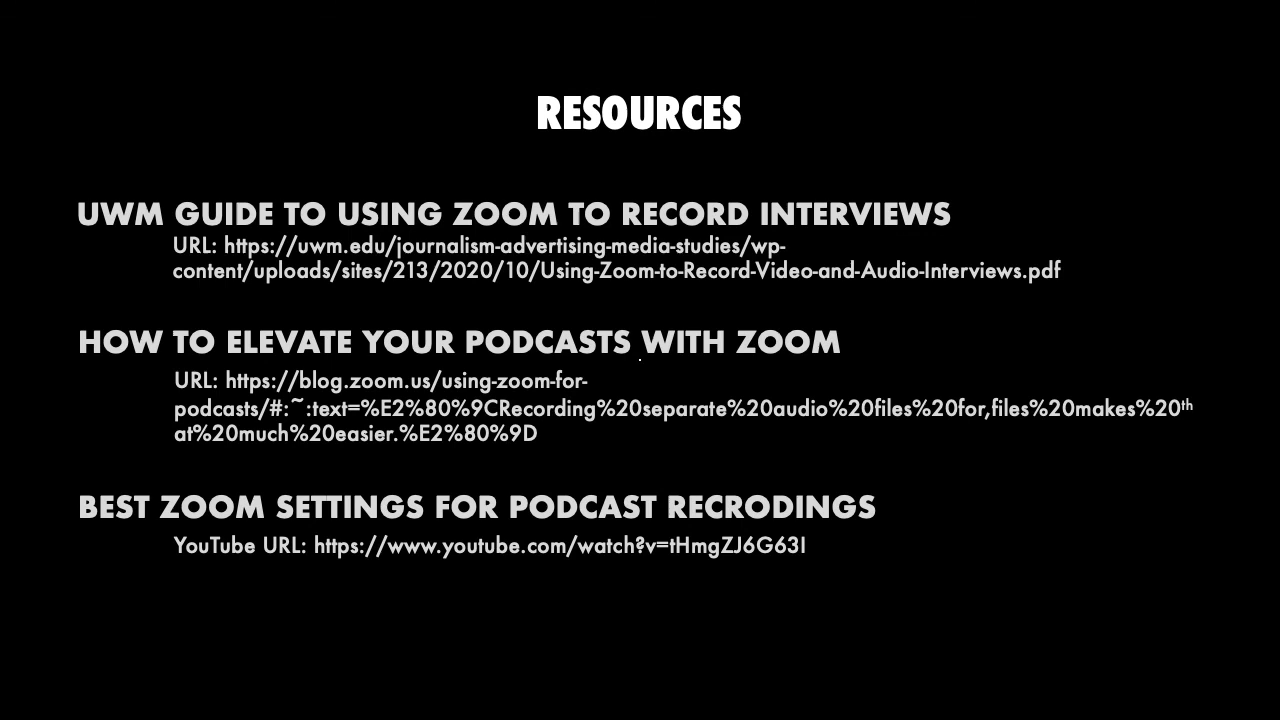 RESOURCES
UWM GUIDE TO USING ZOOM TO RECORD INTERVIEWS
URL: https://uwm.edu/journalism-advertising-media-studies/wp-
content/uploads/sites/213/2020/10/Using-Zoom-to-Record-Video-and-Audio-Interviews.pdf
HOW TO ELEVATE YOUR PODCASTS WITH ZOOM
URL: https://blog.zoom.us/using-zoom-for-
podcasts/#:~:text=%E2%80%9CRecording%20separate%20audio%20files%20for,files%20makes%20th
at%20much%20easier.%E2%80%9D
BEST ZOOM SETTINGS FOR PODCAST RECRODINGS
YouTube URL: https://www.youtube.com/watch?v=tHmgZJ6G63I